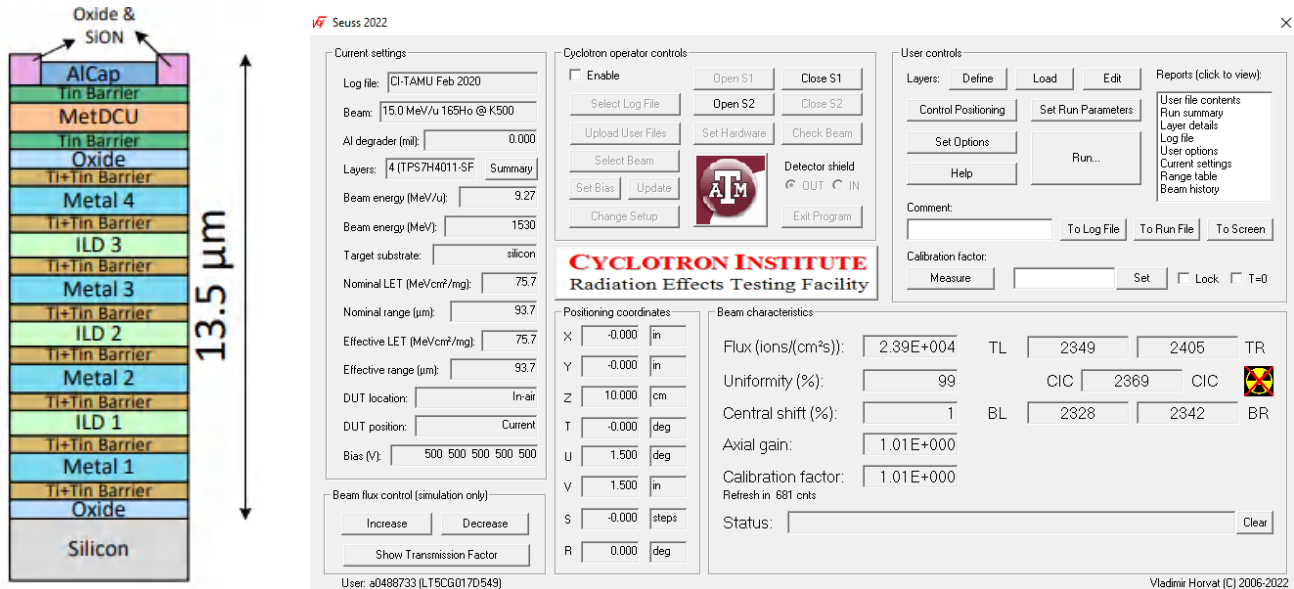 Oxide &
SiON
AlCap
Tin Barrier
MetDCU
Tin Barrier
Oxide
Ti+Tin Barrier
Metal 4
Ti+Tin Barrier
ILD 3
Ti+Tin Barrier
Metal 3
Ti+Tin Barrier
ILD 2
Ti+Tin Barrier
Metal 2
Ti+Tin Barrier
ILD 1
Ti+Tin Barrier
Metal 1
Ti+Tin Barrier
Oxide
Silicon
13.5 µm
Seuss 2022
Current settings
Log file: CI-TAMU Feb 2020
Beam: 15.0 MeV/u 165Ho @ K500
Al degrader (mil): 0.000
Layers: 4 (TPS7H4011-SF Summary
Beam energy (MeV/u): 9.27
Beam energy (MeV): 1530
Target substrate: silicon
Nominal LET (MeVcm²/mg): 75.7
Nominal range (µm): 93.7
Effective LET (MeVcm²/mg): 75.7
Effective range (µm): 93.7
DUT location: In-air
DUT position: Current
Bias (V): 500 500 500 500 500
Beam flux control (simulation only)
Increase Decrease
Show Transmission Factor
User: a0488733 (LT5CG017D549)
Cyclotron operator controls
Enable Open S1 Close S1
Select Log File Open S2 Close S2
Upload User Files Set Hardware Check Beam
Select Beam
Set Bias Update
Change Setup
A T M
Detector shield
OUT IN
Exit Program
CYCLOTRON INSTITUTE
Radiation Effects Testing Facility
Positioning coordinates
X -0.000 in
Y -0.000 in
Z 10.000 cm
T -0.000 deg
U 1.500 deg
V 1.500 in
S -0.000 steps
R 0.000 deg
User controls
Layers: Define Load Edit
Control Positioning Set Run Parameters
Set Options
Run...
Help
Reports (click to view):
User file contents
Run summary
Layer details
Log file
User options
Current settings
Range table
Beam history
Comment:
To Log File To Run File To Screen
Calibration factor:
Measure Set Lock T=0
Beam characteristics
Flux (ions/(cm²s)): 2.39E+004 TL 2349 2405 TR
Uniformity (%): 99 CIC 2369 CIC
Central shift (%): 1 BL 2328 2342 BR
Axial gain: 1.01E+000
Calibration factor: 1.01E+000
Refresh in 681 cnts
Status: Clear
Vladimir Horvat (C) 2006-2022